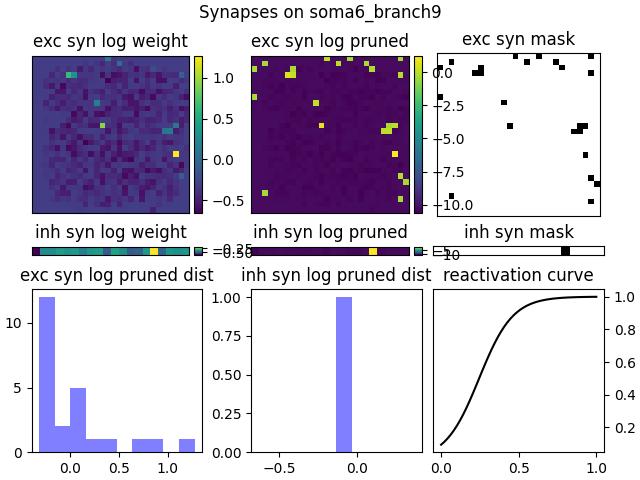 Synapses on soma6_branch9
exc syn log weight
exc syn log pruned
exc syn mask
1.0
0.5
0.0
−0.5
0.0
−2.5
−5.0
−7.5
−10.0
inh syn log weight
inh syn log pruned
inh syn mask
−0.25
−0.50
−5
−10
exc syn log pruned dist
inh syn log pruned dist
reactivation curve
10
5
0
0.0 0.5 1.0
1.00
0.75
0.50
0.25
0.00
−0.5 0.0
1.0
0.8
0.6
0.4
0.2
0.0 0.5 1.0